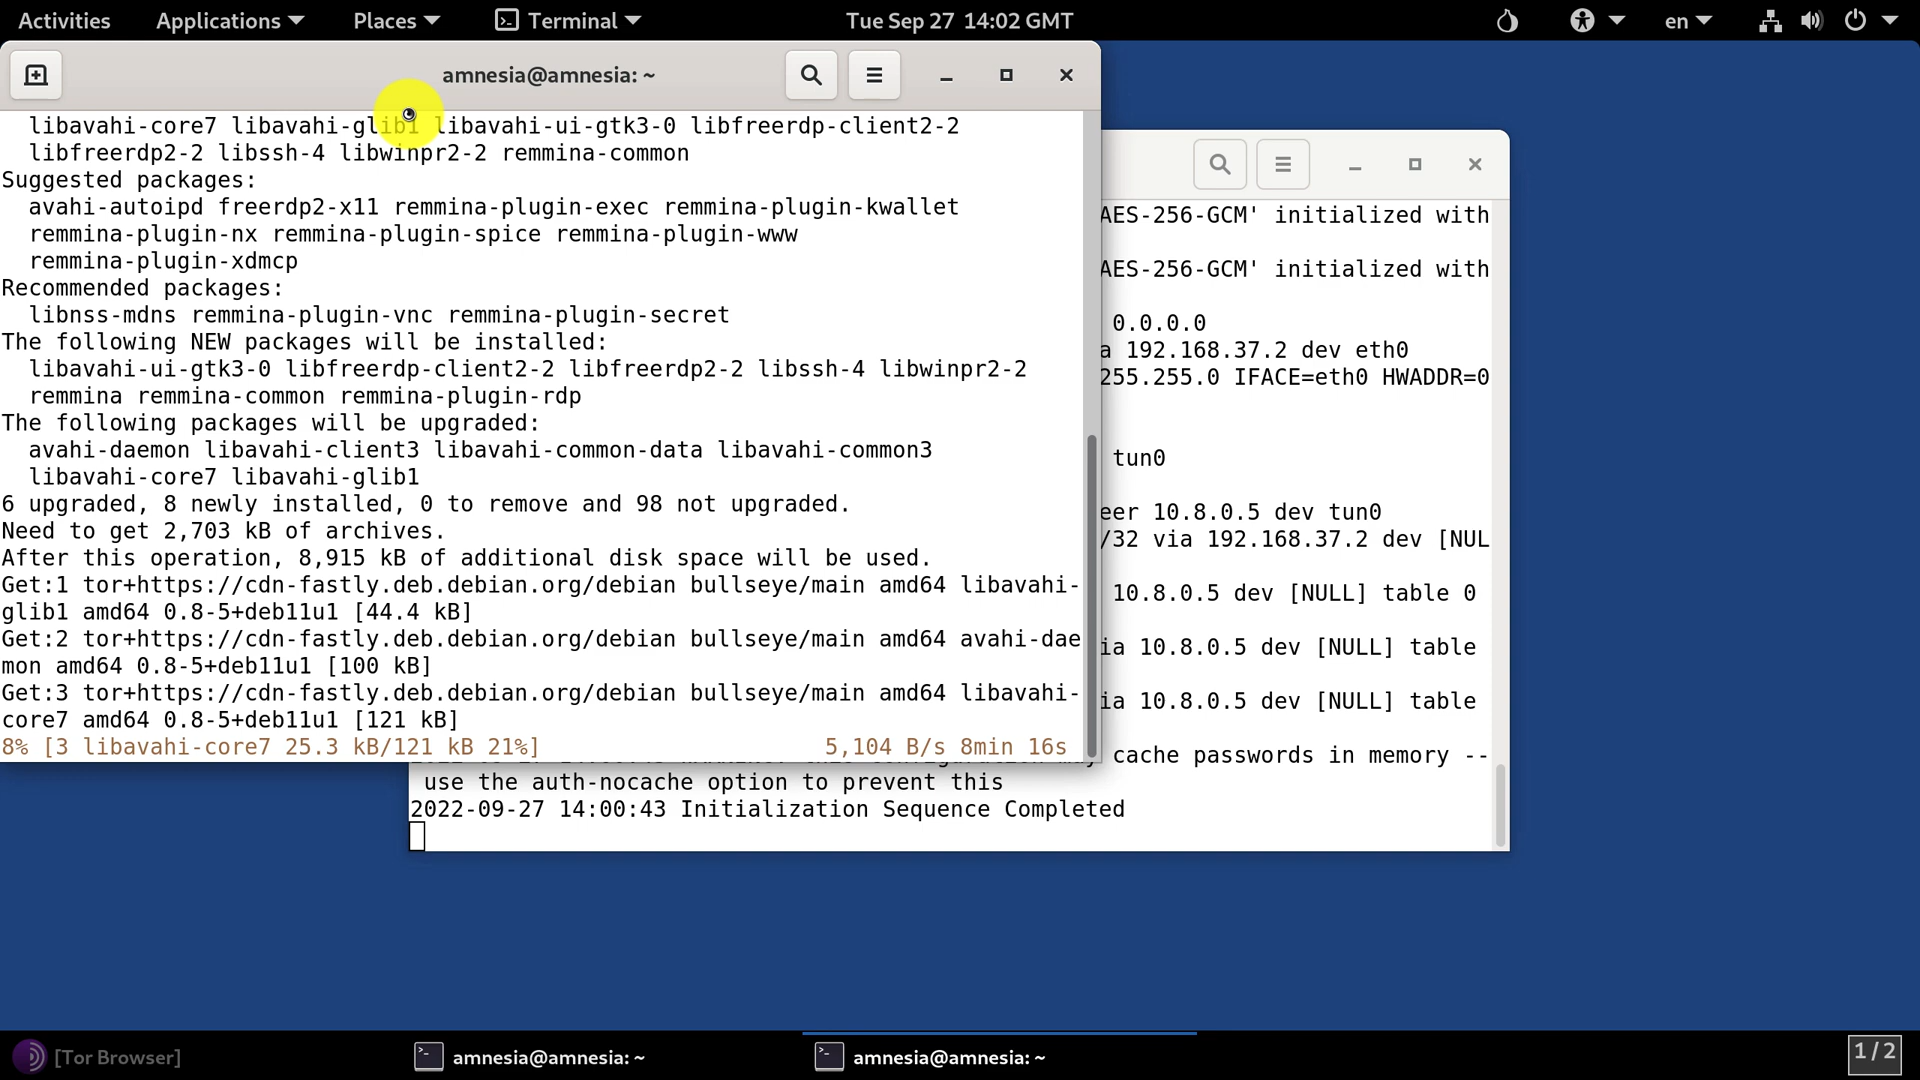 Activities Applications Places Terminal Tue Sep 27 14:02 GMT en
amnesia@amnesia: ~
libavahi-core7 libavahi-glib1 libavahi-ui-gtk3-0 libfreerdp-client2-2
libfreerdp2-2 libssh-4 libwinpr2-2 remmina-common
Suggested packages:
avahi-autoipd freerdp2-x11 remmina-plugin-exec remmina-plugin-kwallet
remmina-plugin-nx remmina-plugin-spice remmina-plugin-www
remmina-plugin-xdmcp
Recommended packages:
libnss-mdns remmina-plugin-vnc remmina-plugin-secret
The following NEW packages will be installed:
libavahi-ui-gtk3-0 libfreerdp-client2-2 libfreerdp2-2 libssh-4 libwinpr2-2
remmina remmina-common remmina-plugin-rdp
The following packages will be upgraded:
avahi-daemon libavahi-client3 libavahi-common-data libavahi-common3
libavahi-core7 libavahi-glib1
6 upgraded, 8 newly installed, 0 to remove and 98 not upgraded.
Need to get 2,703 kB of archives.
After this operation, 8,915 kB of additional disk space will be used.
Get:1 tor+https://cdn-fastly.deb.debian.org/debian bullseye/main amd64 libavahi-
glib1 amd64 0.8-5+deb11u1 [44.4 kB]
Get:2 tor+https://cdn-fastly.deb.debian.org/debian bullseye/main amd64 avahi-dae
mon amd64 0.8-5+deb11u1 [100 kB]
Get:3 tor+https://cdn-fastly.deb.debian.org/debian bullseye/main amd64 libavahi-
core7 amd64 0.8-5+deb11u1 [121 kB]
8% [3 libavahi-core7 25.3 kB/121 kB 21%] 5,104 B/s 8min 16s
AES-256-GCM' initialized with
AES-256-GCM' initialized with
0.0.0.0
a 192.168.37.2 dev eth0
255.255.0 IFACE=eth0 HWADDR=0
tun0
eer 10.8.0.5 dev tun0
/32 via 192.168.37.2 dev [NUL
10.8.0.5 dev [NULL] table 0
ia 10.8.0.5 dev [NULL] table
ia 10.8.0.5 dev [NULL] table
cache passwords in memory --
use the auth-nocache option to prevent this
2022-09-27 14:00:43 Initialization Sequence Completed
[Tor Browser] amnesia@amnesia: ~ amnesia@amnesia: ~ 1/2